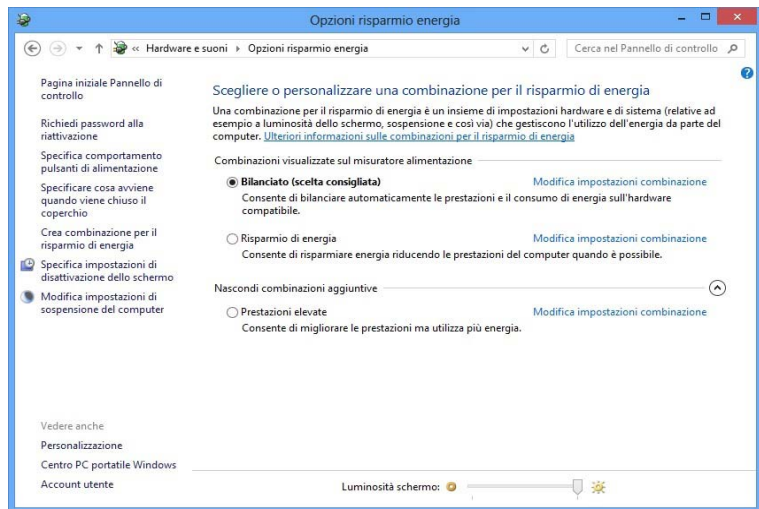 Opzioni risparmio energia
« Hardware e suoni ▸ Opzioni risparmio energia
Cerca nel Pannello di controllo
Pagina iniziale Pannello di
controllo
Richiedi password alla
riattivazione
Specifica comportamento
pulsanti di alimentazione
Specificare cosa avviene
quando viene chiuso il
coperchio
Crea combinazione per il
risparmio di energia
Specifica impostazioni di
disattivazione dello schermo
Modifica impostazioni di
sospensione del computer
Scegliere o personalizzare una combinazione per il risparmio di energia
Una combinazione per il risparmio di energia è un insieme di impostazioni hardware e di sistema (relative ad
esempio a luminosità dello schermo, sospensione e così via) che gestiscono l'utilizzo dell'energia da parte del
computer. Ulteriori informazioni sulle combinazioni per il risparmio di energia
Combinazioni visualizzate sul misuratore alimentazione
Bilanciato (scelta consigliata) Modifica impostazioni combinazione
Consente di bilanciare automaticamente le prestazioni e il consumo di energia sull'hardware
compatibile.
Risparmio di energia Modifica impostazioni combinazione
Consente di risparmiare energia riducendo le prestazioni del computer quando è possibile.
Nascondi combinazioni aggiuntive
Prestazioni elevate Modifica impostazioni combinazione
Consente di migliorare le prestazioni ma utilizza più energia.
Vedere anche
Personalizzazione
Centro PC portatile Windows
Account utente
Luminosità schermo: